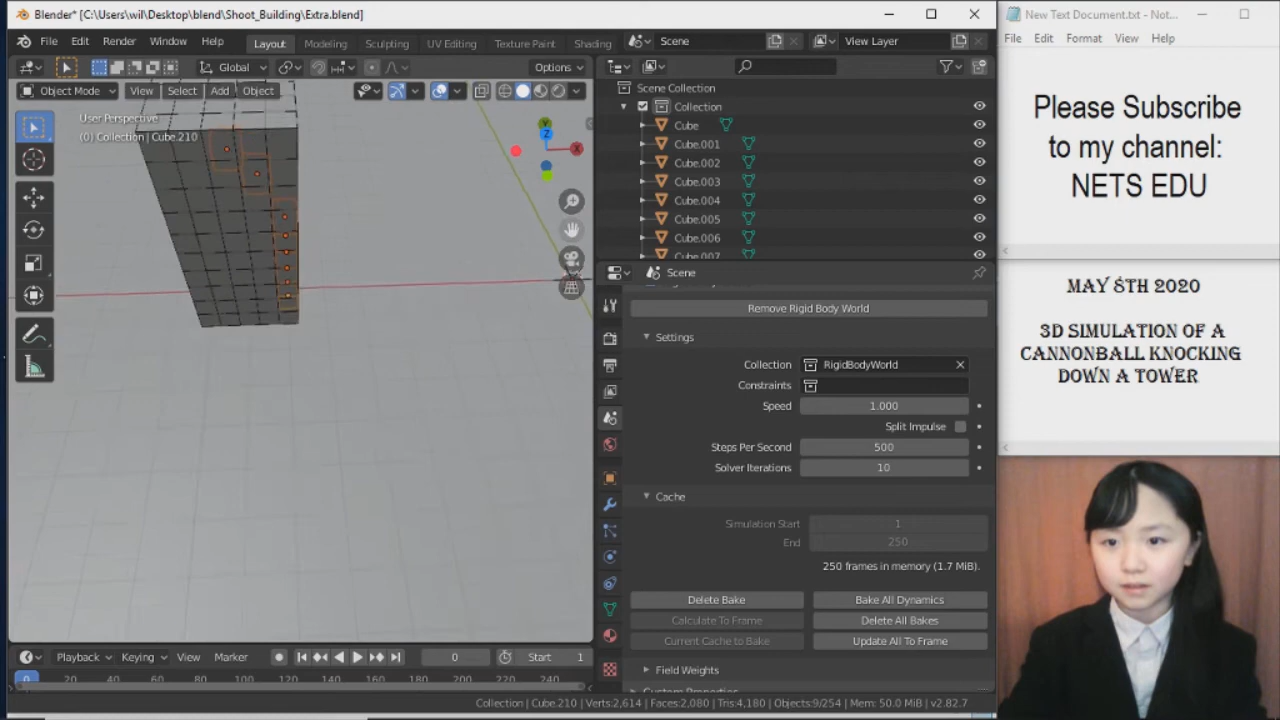 Blender* [C:\Users\wil\Desktop\blend\Shoot_Building\Extra.blend]
File Edit Render Window Help Layout Modeling Sculpting UV Editing Texture Paint Shading Scene View Layer
Global Options
Object Mode View Select Add Object
User Perspective
(0) Collection | Cube.210
Z
X
Scene Collection
Collection
Cube
Cube.001
Cube.002
Cube.003
Cube.004
Cube.005
Cube.006
Cube.007
Scene
Remove Rigid Body World
Settings
Collection RigidBodyWorld
Constraints
Speed 1.000
Split Impulse
Steps Per Second 500
Solver Iterations 10
Cache
Simulation Start 1
End 250
250 frames in memory (1.7 MiB).
Delete Bake Bake All Dynamics
Calculate To Frame Delete All Bakes
Current Cache to Bake Update All To Frame
Field Weights
Custom Properties
Playback Keying View Marker 0 Start 1
0 20 40 60 80 100 120 140 160 180 200 220 240
Collection | Cube.210 | Verts:2,614 | Faces:2,080 | Tris:4,180 | Objects:9/254 | Mem: 50.0 MiB | v2.82.7
New Text Document.txt - Not...
File Edit Format View Help
Please Subscribe
to my channel:
NETS EDU
MAY 8TH 2020
3D SIMULATION OF A
CANNONBALL KNOCKING
DOWN A TOWER